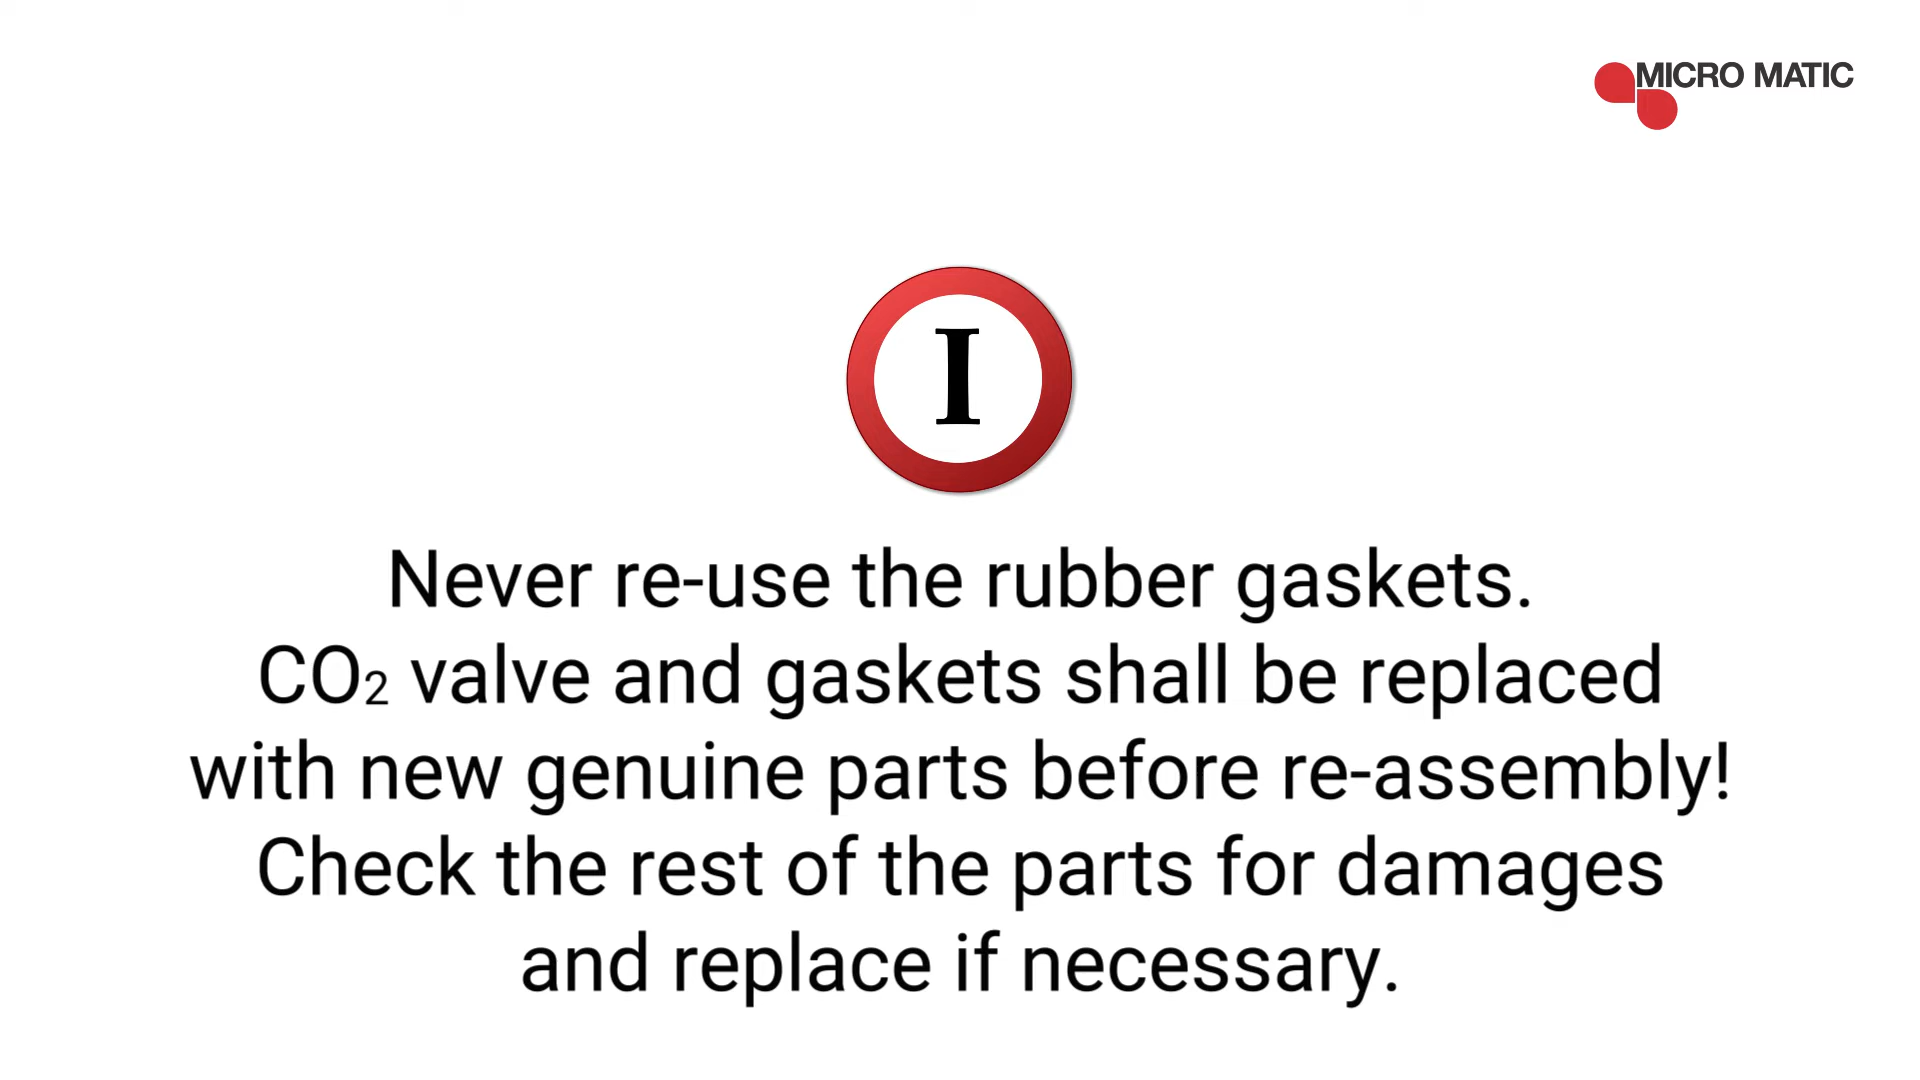 MICRO MATIC
I
Never re-use the rubber gaskets.
CO₂ valve and gaskets shall be replaced
with new genuine parts before re-assembly!
Check the rest of the parts for damages
and replace if necessary.